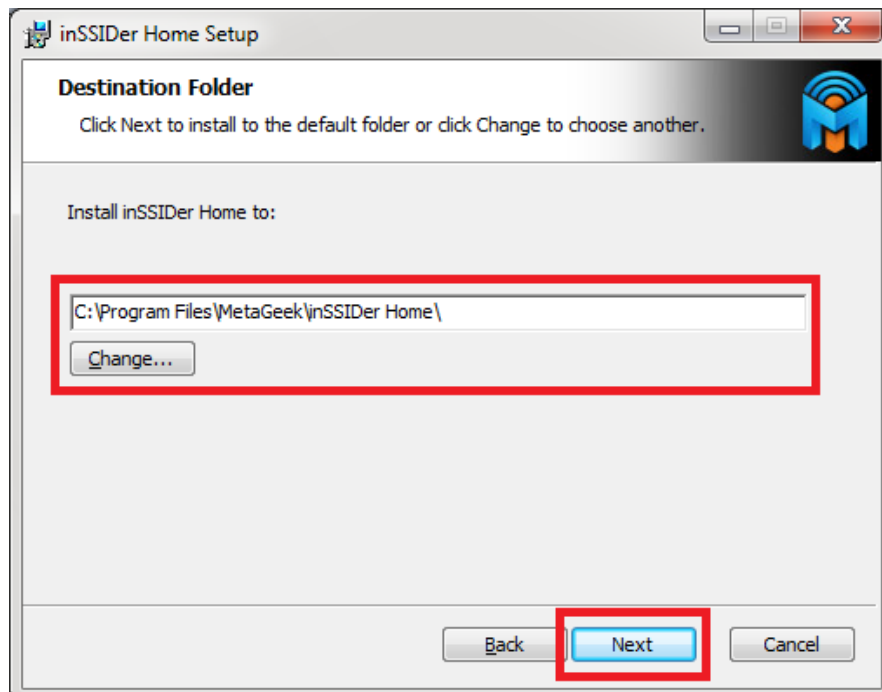 inSSIDer Home Setup
Destination Folder
Click Next to install to the default folder or click Change to choose another.
Install inSSIDer Home to:
C:\Program Files\MetaGeek\inSSIDer Home\
Change...
Back Next Cancel